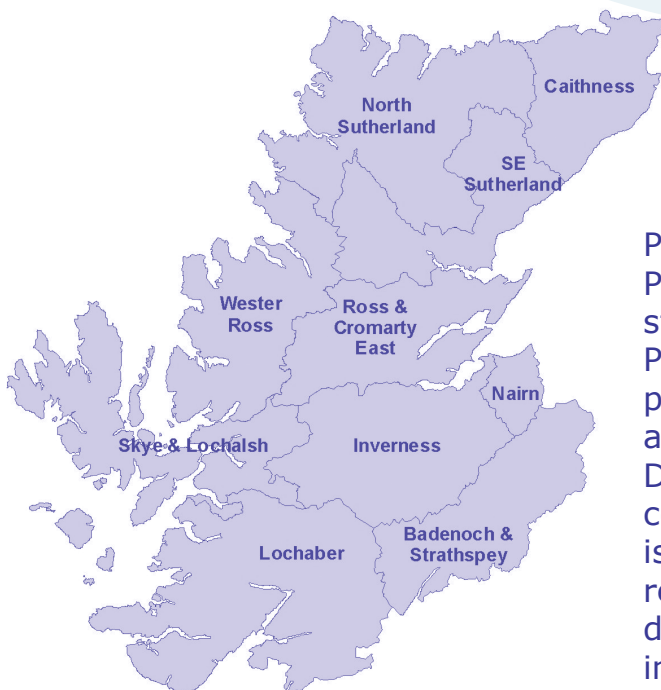 Caithness
North
Sutherland
SE
Sutherland
Wester
Ross
Ross &
Cromarty
East
Nairn
Skye & Lochalsh
Inverness
Badenoch &
Strathspey
Lochaber